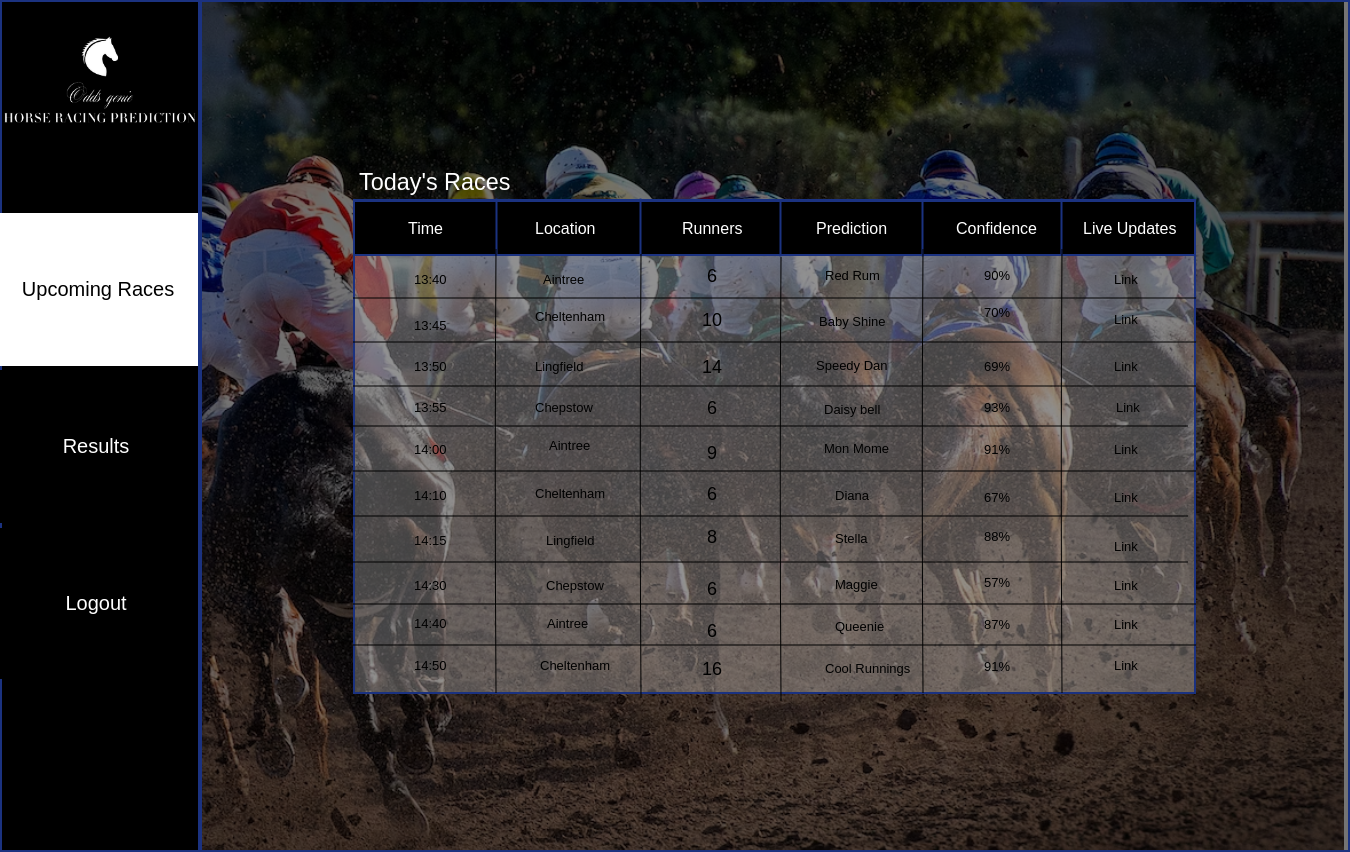 Odds genie
HORSE RACING PREDICTION
Upcoming Races
Results
Logout
Today's Races
Time Location Runners Prediction Confidence Live Updates
13:40 Aintree 6 Red Rum 90% Link
13:45 Cheltenham 10 Baby Shine 70% Link
13:50 Lingfield 14 Speedy Dan 69% Link
13:55 Chepstow 6 Daisy bell 93% Link
14:00 Aintree 9 Mon Mome 91% Link
14:10 Cheltenham 6 Diana 67% Link
14:15 Lingfield 8 Stella 88% Link
14:30 Chepstow 6 Maggie 57% Link
14:40 Aintree 6 Queenie 87% Link
14:50 Cheltenham 16 Cool Runnings 91% Link